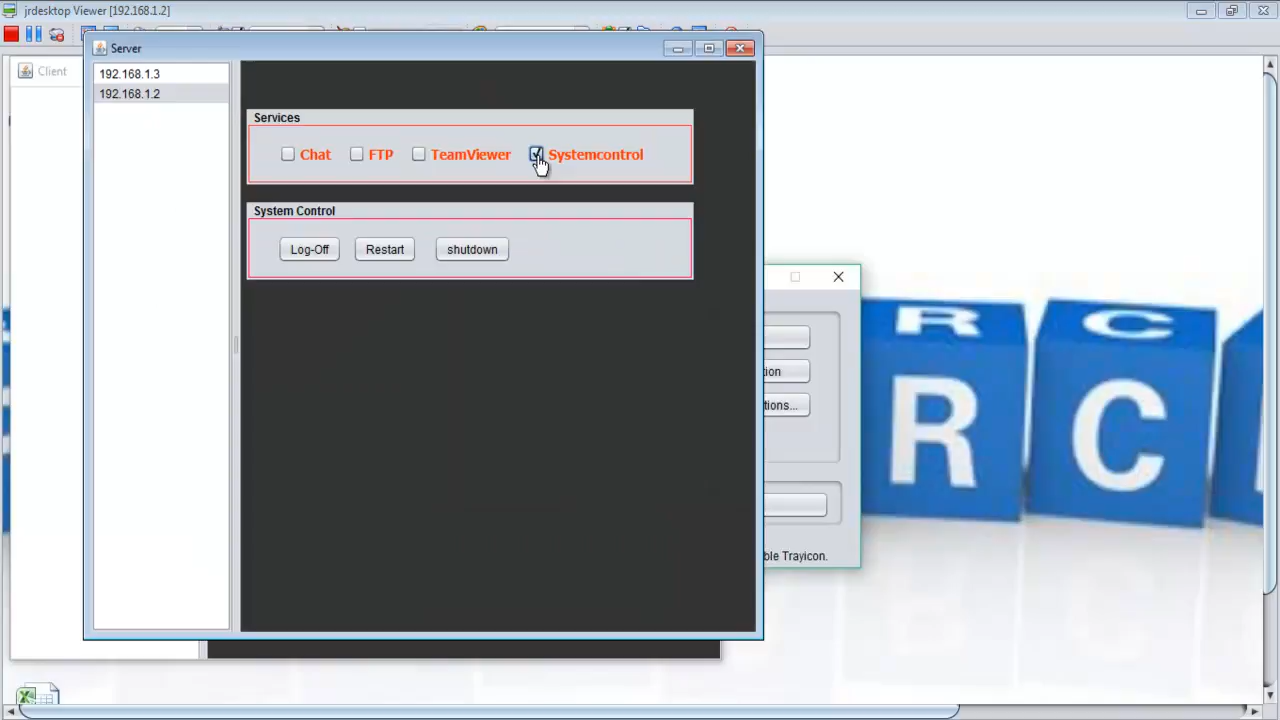 jrdesktop Viewer [192.168.1.2]
Server
Client
192.168.1.3
192.168.1.2
Services
Chat
FTP
TeamViewer
Systemcontrol
System Control
Log-Off
Restart
shutdown
tion
tions...
ble Trayicon.
R C
R C